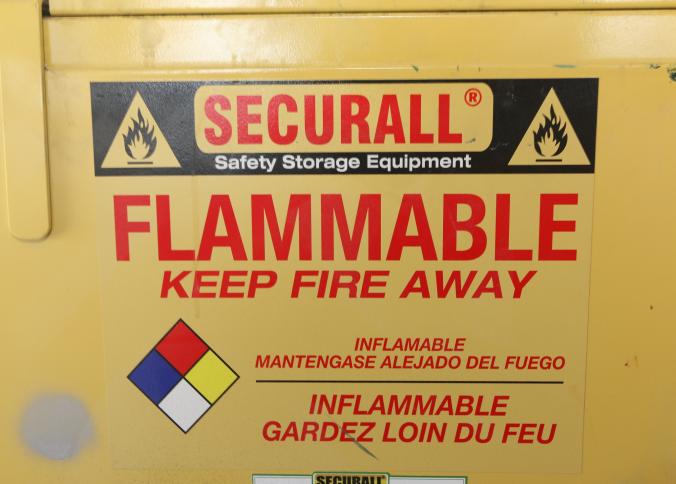 SECURALL®
Safety Storage Equipment
FLAMMABLE
KEEP FIRE AWAY
INFLAMABLE
MANTENGASE ALEJADO DEL FUEGO
INFLAMMABLE
GARDEZ LOIN DU FEU
SECURALL